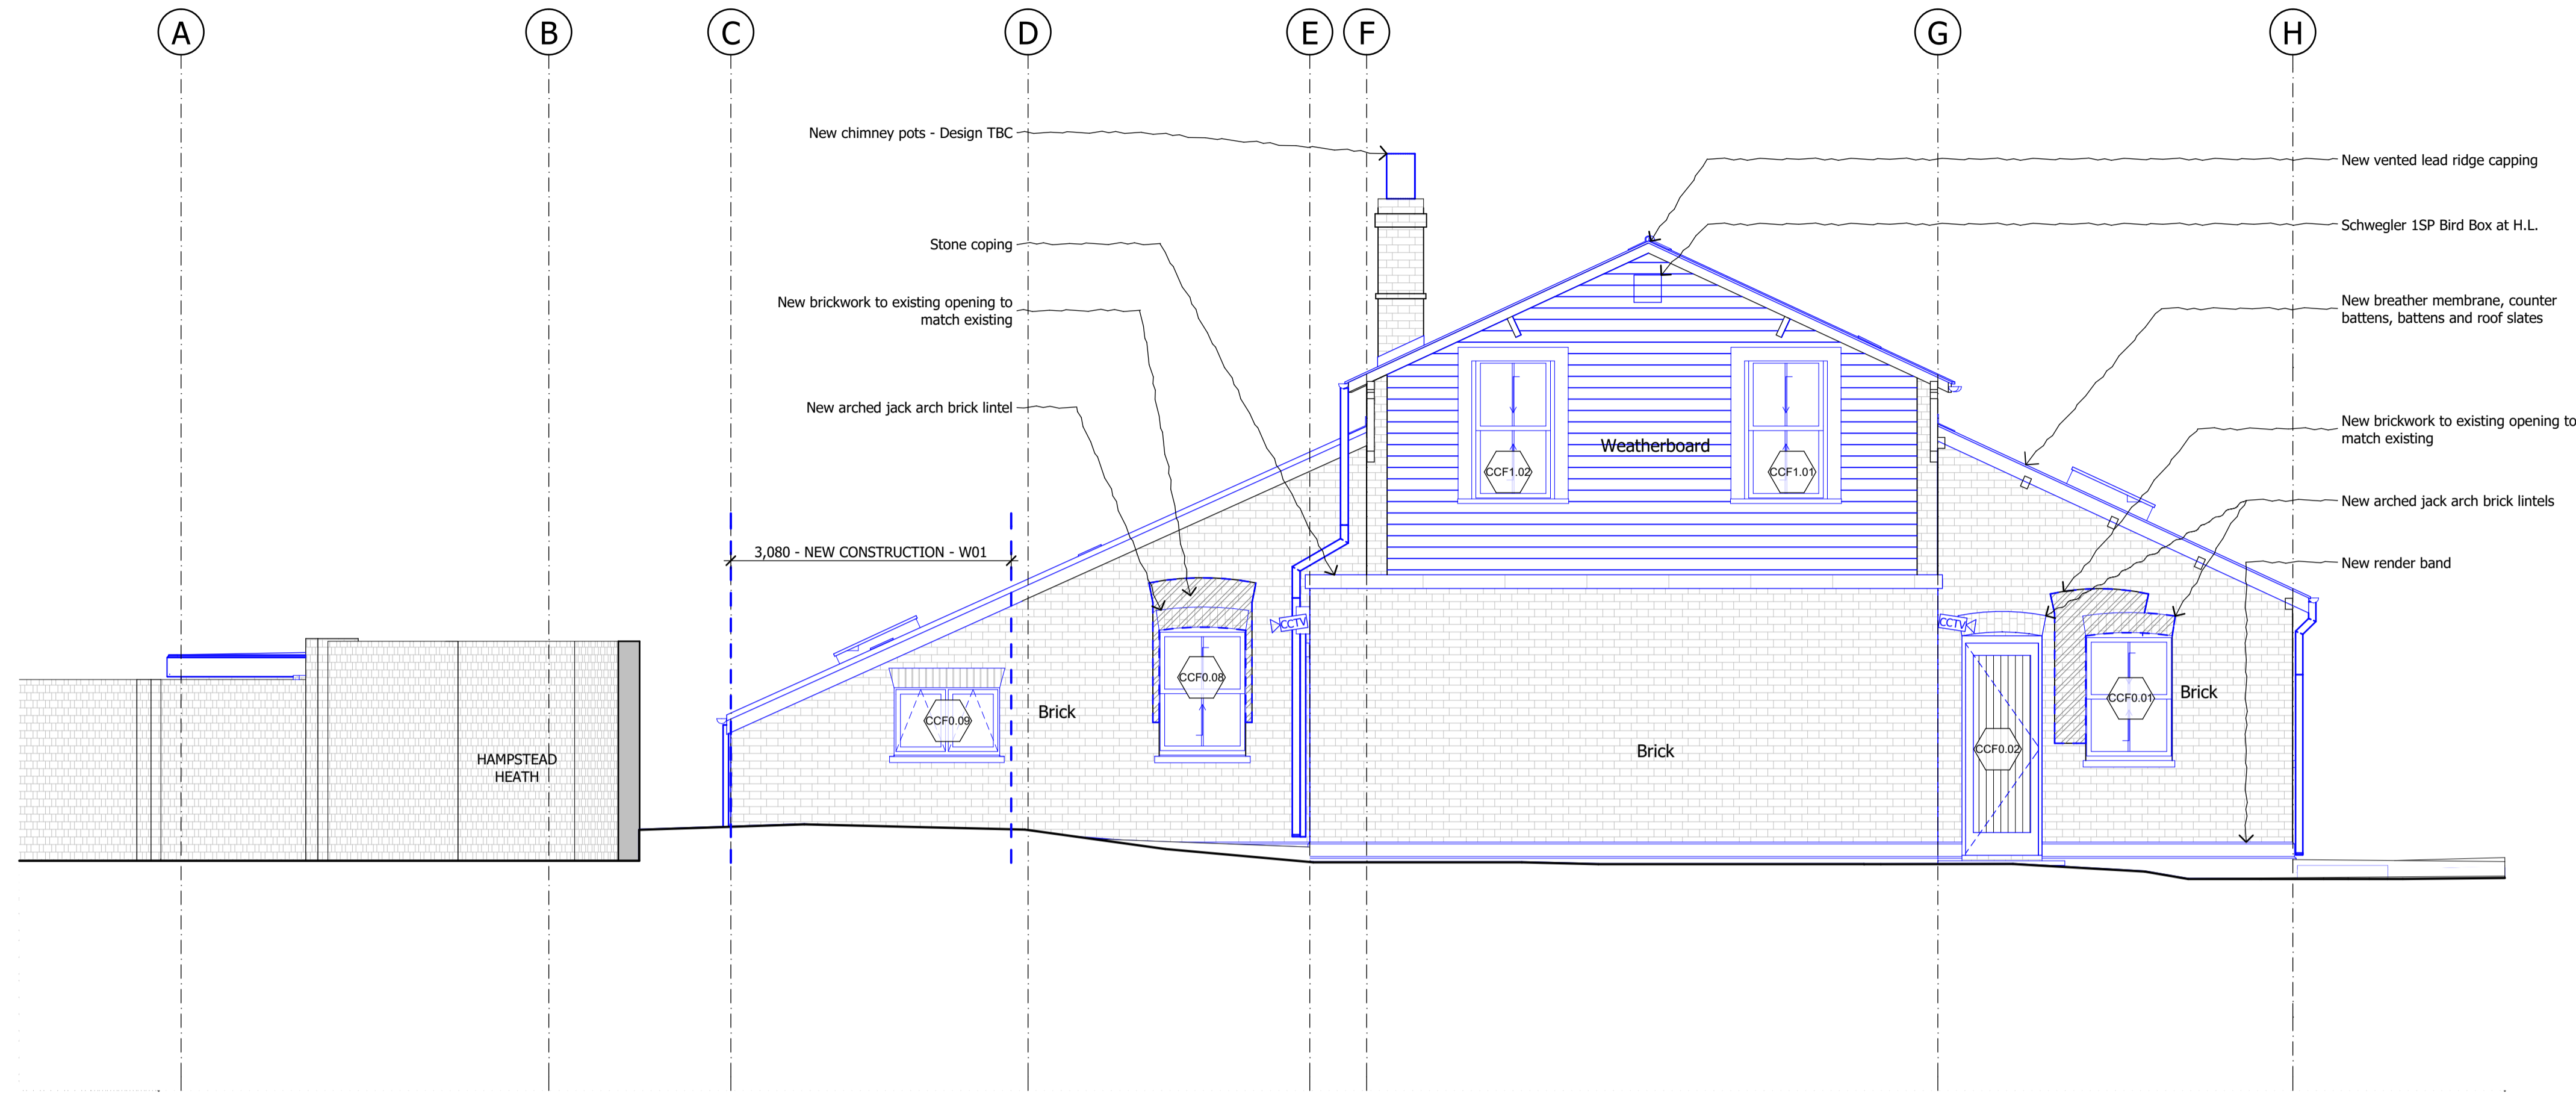 A
B
C
D
E
F
G
H
New chimney pots - Design TBC
New vented lead ridge capping
Schwegler 1SP Bird Box at H.L.
Stone coping
New brickwork to existing opening to
match existing
New breather membrane, counter
battens, battens and roof slates
New arched jack arch brick lintel
New brickwork to existing opening to
match existing
Weatherboard
CCF1.02
CCF1.01
New arched jack arch brick lintels
3,080 - NEW CONSTRUCTION - W01
New render band
CCTV
CCTV
CCF0.08
CCF0.01
Brick
Brick
CCF0.09
CCF0.02
Brick
HAMPSTEAD
HEATH